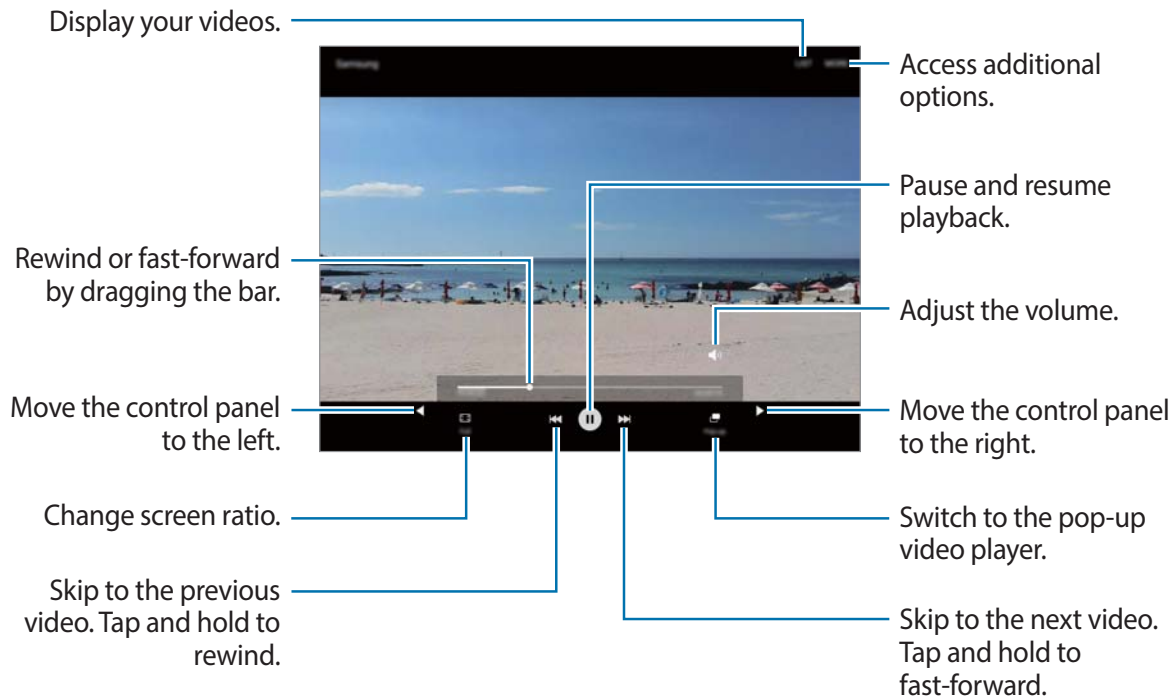 Display your videos.
Samsung
LIST
MORE
Access additional
options.
Pause and resume
playback.
Rewind or fast-forward
by dragging the bar.
Adjust the volume.
Move the control panel
to the left.
Move the control panel
to the right.
Change screen ratio.
Switch to the pop-up
video player.
Skip to the previous
video. Tap and hold to
rewind.
Skip to the next video.
Tap and hold to
fast-forward.